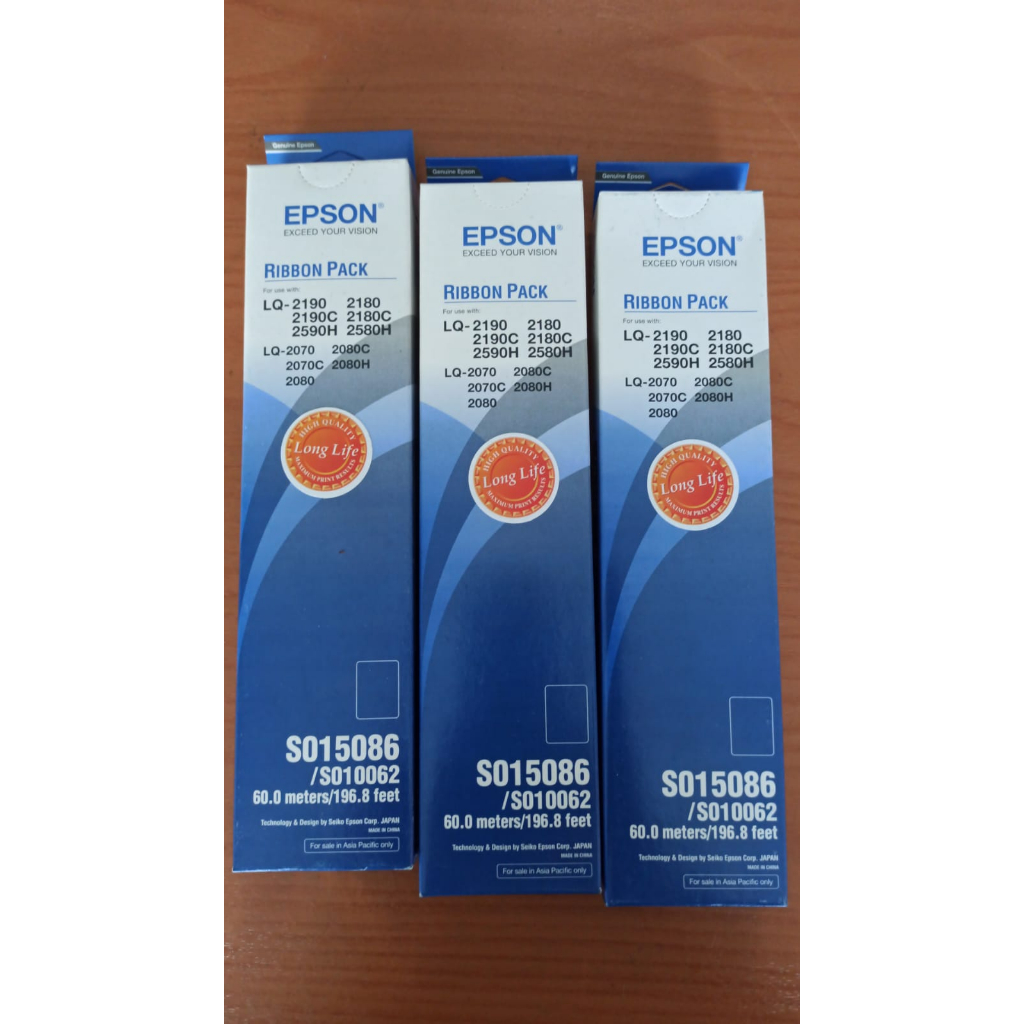 Genuine Epson
EPSON®
EXCEED YOUR VISION
RIBBON PACK
For use with:
LQ-2190 2180
2190C 2180C
2590H 2580H
LQ-2070 2080C
2070C 2080H
2080
HIGH QUALITY
Long Life
MAXIMUM PRINT RESULTS
S015086
/S010062
60.0 meters/196.8 feet
Technology & Design by Seiko Epson Corp. JAPAN
MADE IN CHINA
For sale in Asia Pacific only
Genuine Epson
EPSON®
EXCEED YOUR VISION
RIBBON PACK
For use with:
LQ-2190 2180
2190C 2180C
2590H 2580H
LQ-2070 2080C
2070C 2080H
2080
HIGH QUALITY
Long Life
MAXIMUM PRINT RESULTS
S015086
/S010062
60.0 meters/196.8 feet
Technology & Design by Seiko Epson Corp. JAPAN
MADE IN CHINA
For sale in Asia Pacific only
Genuine Epson
EPSON®
EXCEED YOUR VISION
RIBBON PACK
For use with:
LQ-2190 2180
2190C 2180C
2590H 2580H
LQ-2070 2080C
2070C 2080H
2080
HIGH QUALITY
Long Life
MAXIMUM PRINT RESULTS
S015086
/S010062
60.0 meters/196.8 feet
Technology & Design by Seiko Epson Corp. JAPAN
MADE IN CHINA
For sale in Asia Pacific only